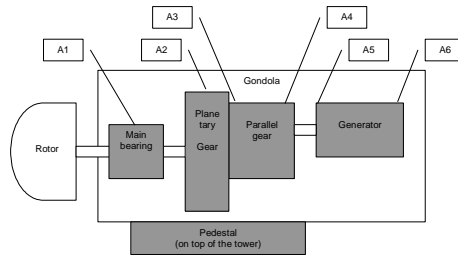 A1
A2
A3
A4
A5
A6
Gondola
Rotor
Main
bearing
Plane
tary
Gear
Parallel
gear
Generator
Pedestal
(on top of the tower)